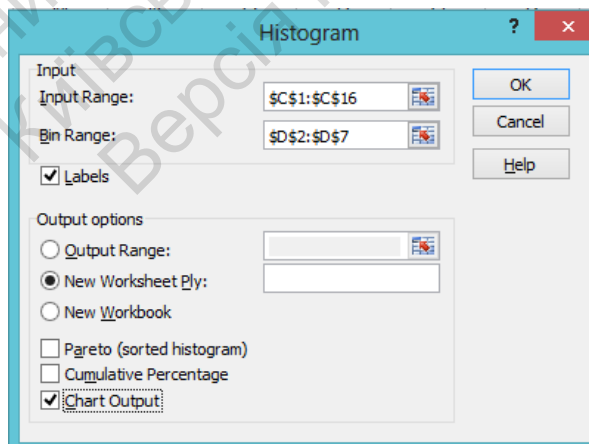 Histogram
?
×
Input
Input Range:
$C$1:$C$16
Bin Range:
$D$2:$D$7
Labels
OK
Cancel
Help
Output options
Output Range:
New Worksheet Ply:
New Workbook
Pareto (sorted histogram)
Cumulative Percentage
Chart Output
Версія